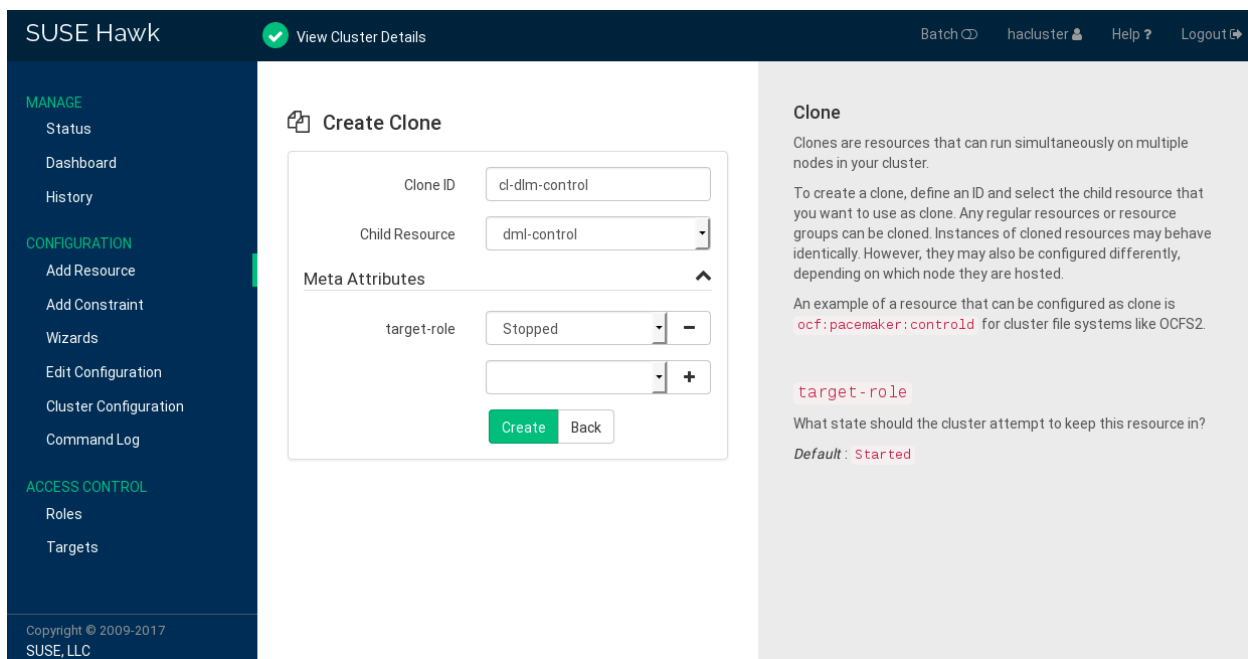 SUSE Hawk
View Cluster Details
Batch
hacluster
Help ?
Logout
MANAGE
Status
Dashboard
History
CONFIGURATION
Add Resource
Add Constraint
Wizards
Edit Configuration
Cluster Configuration
Command Log
ACCESS CONTROL
Roles
Targets
Copyright © 2009-2017
SUSE, LLC
Create Clone
Clone ID
cl-dlm-control
Child Resource
dml-control
Meta Attributes
target-role
Stopped
Create
Back
Clone
Clones are resources that can run simultaneously on multiple
nodes in your cluster.
To create a clone, define an ID and select the child resource that
you want to use as clone. Any regular resources or resource
groups can be cloned. Instances of cloned resources may behave
identically. However, they may also be configured differently,
depending on which node they are hosted.
An example of a resource that can be configured as clone is
ocf:pacemaker:controld for cluster file systems like OCFS2.
target-role
What state should the cluster attempt to keep this resource in?
Default : Started